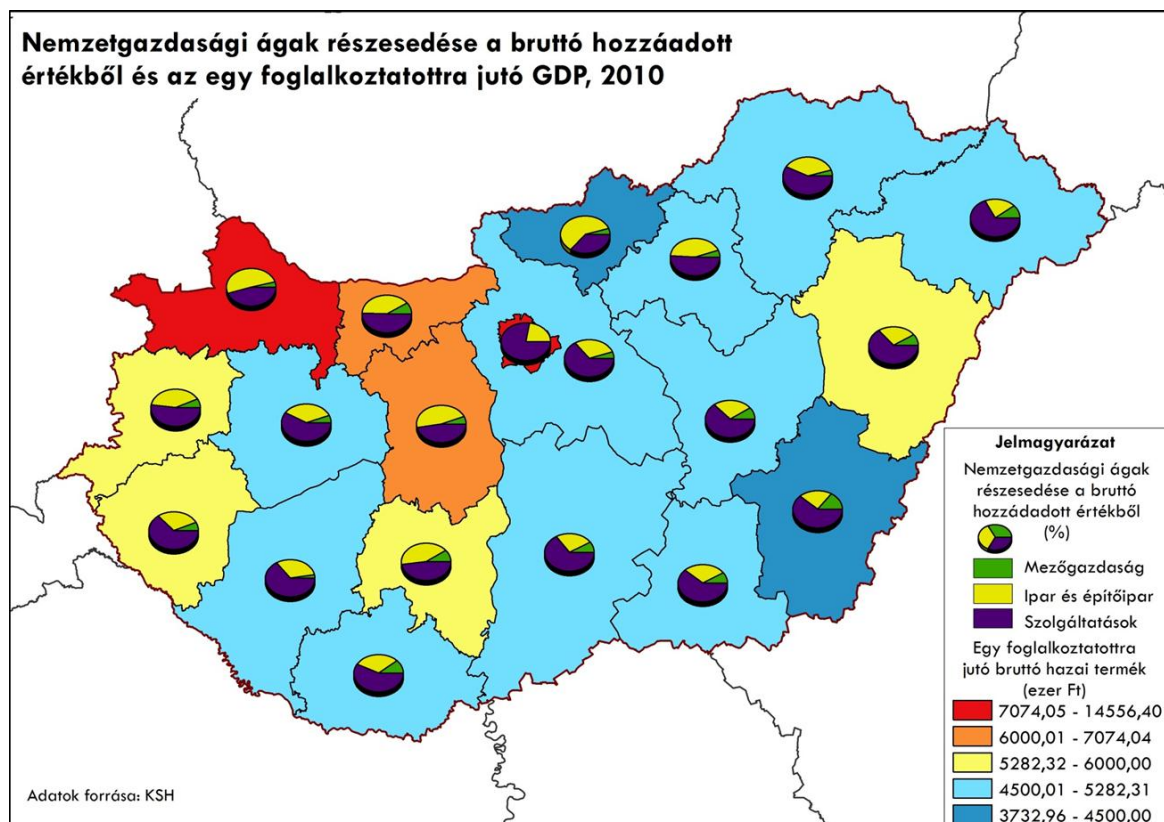 Nemzetgazdasági ágak részesedése a bruttó hozzáadott
értékből és az egy foglalkoztatottra jutó GDP, 2010
Jelmagyarázat
Nemzetgazdasági ágak
részesedése a bruttó
hozzádadott értékből
(%)
Mezőgazdaság
Ipar és építőipar
Szolgáltatások
Egy foglalkoztatottra
jutó bruttó hazai termék
(ezer Ft)
7074,05 - 14556,40
6000,01 - 7074,04
5282,32 - 6000,00
4500,01 - 5282,31
3732,96 - 4500,00
Adatok forrása: KSH